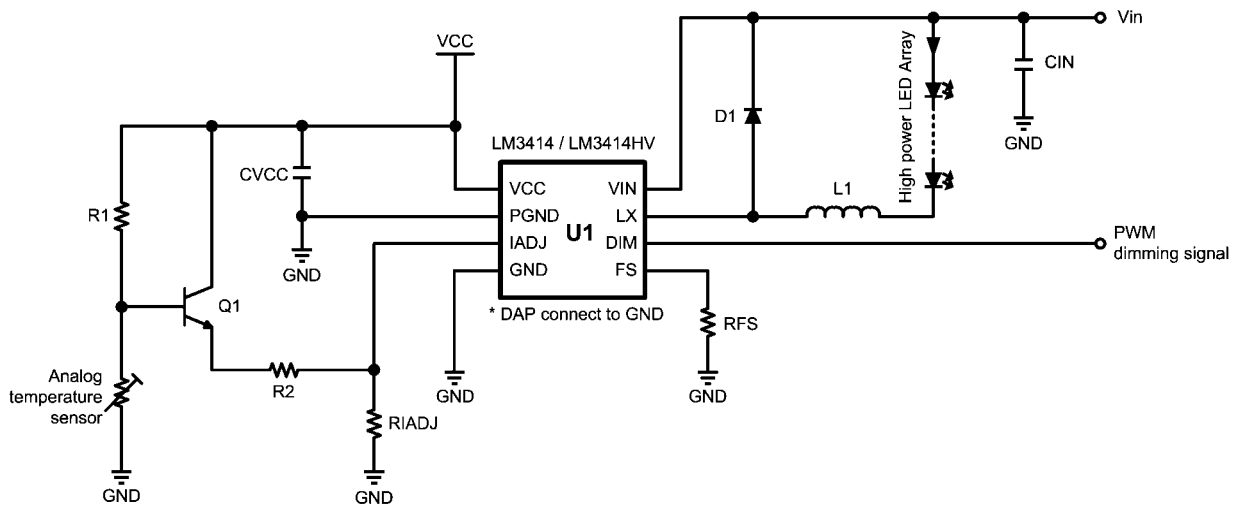 VCC
Vin
CIN
GND
High power LED Array
D1
LM3414 / LM3414HV
CVCC
VCC
VIN
L1
R1
PGND
LX
U1
IADJ
DIM
PWM
dimming signal
GND
GND
FS
Q1
* DAP connect to GND
RFS
Analog
temperature
sensor
R2
GND
GND
RIADJ
GND
GND